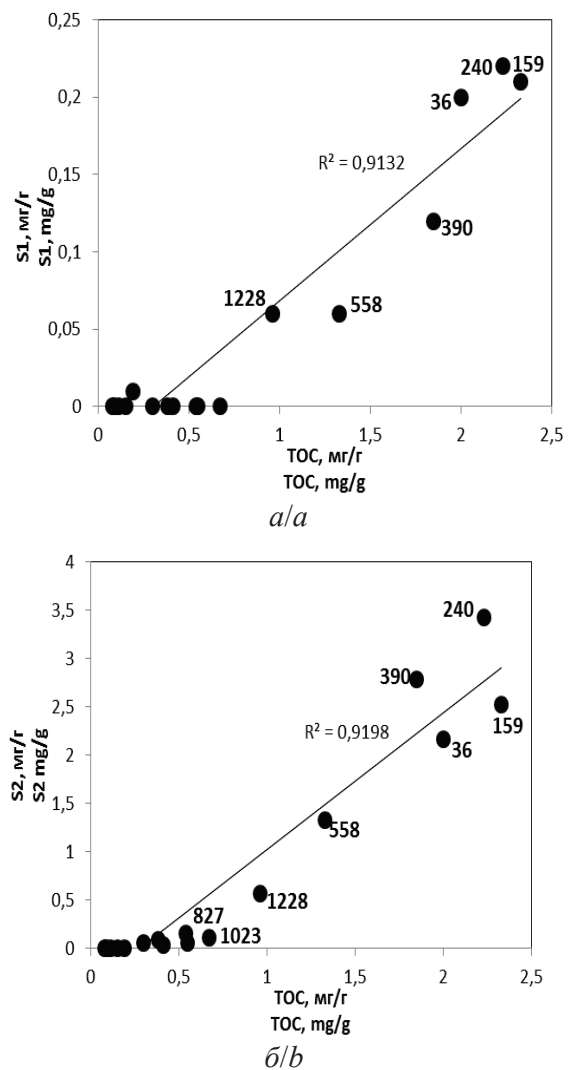 0,25
0,2
0,15
0,1
0,05
0
S1, мг/г
S1, mg/g
240
159
36
R² = 0,9132
390
1228
558
0 0,5 1 1,5 2 2,5
ТОС, мг/г
TOC, mg/g
а/a
4
3,5
3
2,5
2
1,5
1
0,5
0
S2, мг/г
S2 mg/g
240
390
159
R² = 0,9198
36
558
1228
827
1023
0 0,5 1 1,5 2 2,5
ТОС, мг/г
TOC, mg/g
б/b